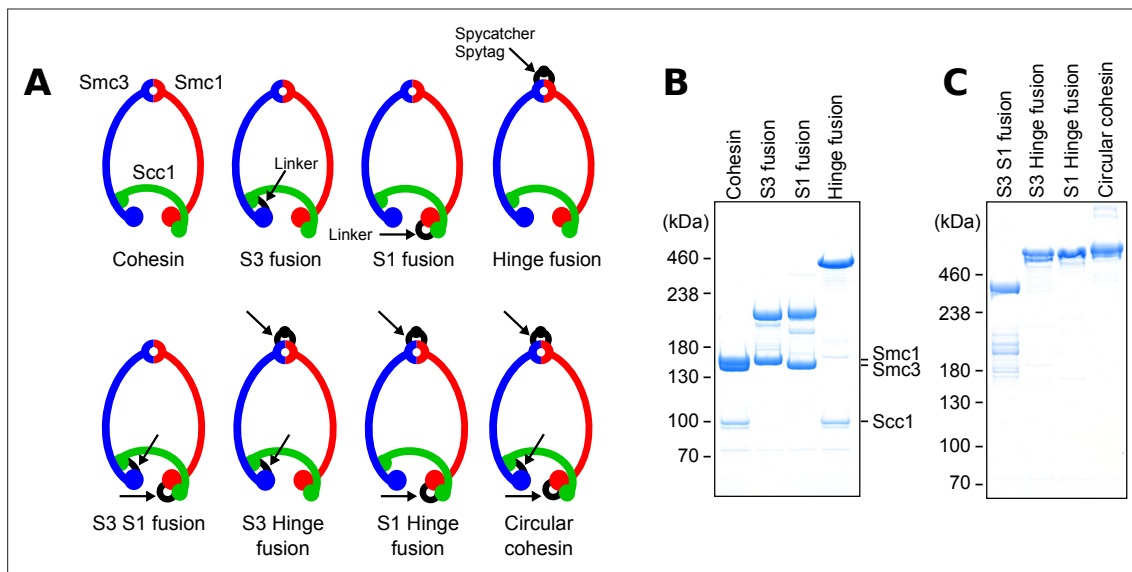 A
Spycatcher
Spytag
Smc3
Smc1
Scc1
Linker
Linker
Cohesin
S3 fusion
S1 fusion
Hinge fusion
S3 S1 fusion
S3 Hinge
fusion
S1 Hinge
fusion
Circular
cohesin
B
Cohesin
S3 fusion
S1 fusion
Hinge fusion
(kDa)
460
238
180
130
100
70
Smc1
Smc3
Scc1
C
S3 S1 fusion
S3 Hinge fusion
S1 Hinge fusion
Circular cohesin
(kDa)
460
238
180
130
100
70